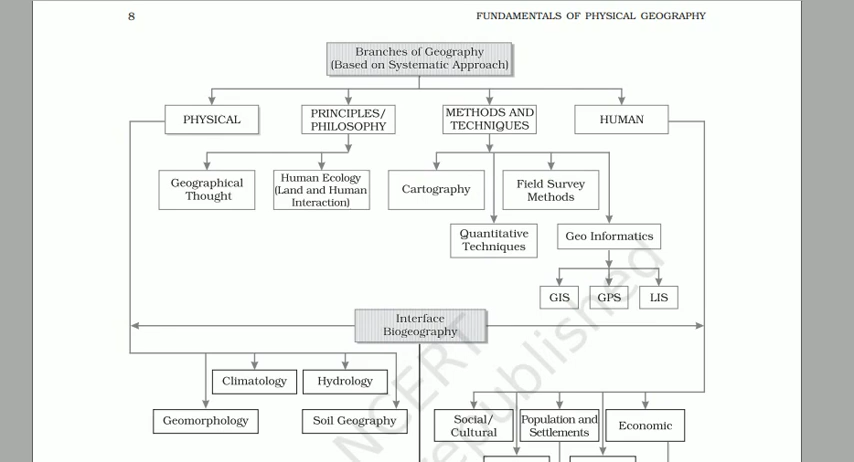 8
FUNDAMENTALS OF PHYSICAL GEOGRAPHY
Branches of Geography
(Based on Systematic Approach)
PHYSICAL
PRINCIPLES/
PHILOSOPHY
METHODS AND
TECHNIQUES
HUMAN
Geographical
Thought
Human Ecology
(Land and Human
Interaction)
Cartography
Field Survey
Methods
Quantitative
Techniques
Geo Informatics
GIS
GPS
LIS
Interface
Biogeography
Climatology
Hydrology
Geomorphology
Soil Geography
Social/
Cultural
Population and
Settlements
Economic
NCERT
republished